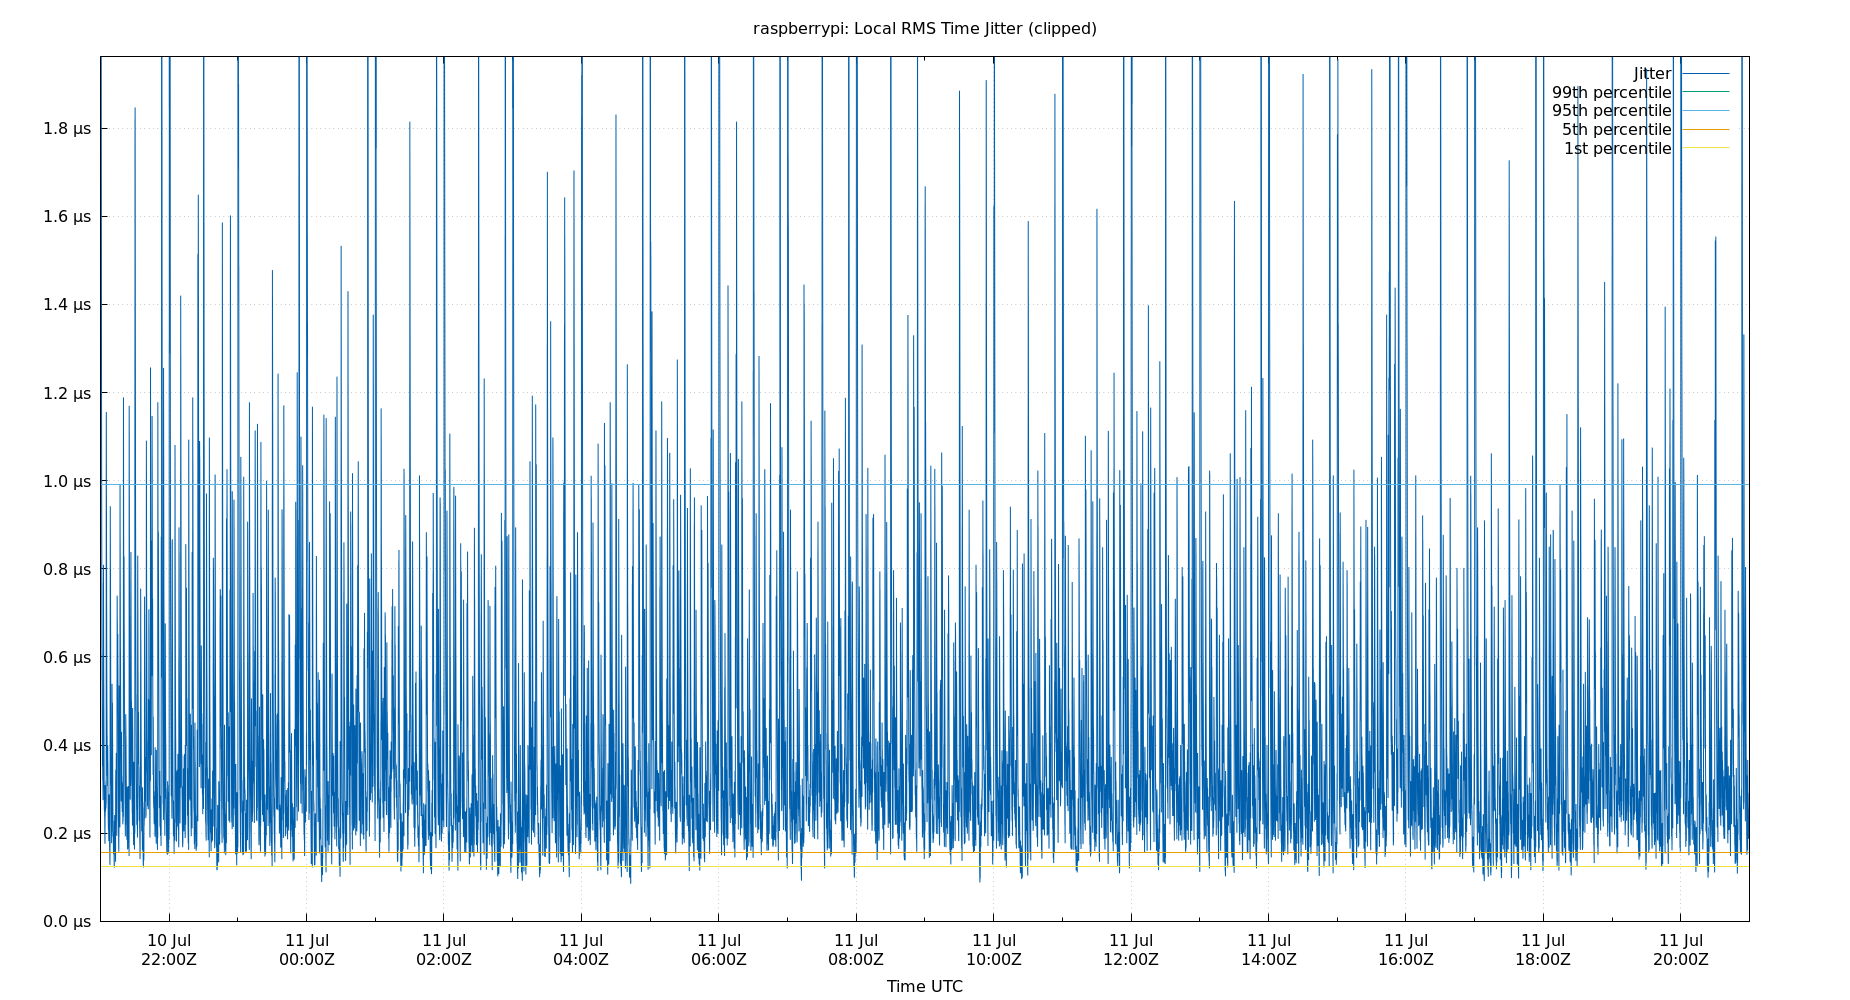 raspberrypi: Local RMS Time Jitter (clipped)
Jitter
99th percentile
95th percentile
5th percentile
1st percentile
1.8 µs
1.6 µs
1.4 µs
1.2 µs
1.0 µs
0.8 µs
0.6 µs
0.4 µs
0.2 µs
0.0 µs
10 Jul 11 Jul 11 Jul 11 Jul 11 Jul 11 Jul 11 Jul 11 Jul 11 Jul 11 Jul 11 Jul 11 Jul
22:00Z 00:00Z 02:00Z 04:00Z 06:00Z 08:00Z 10:00Z 12:00Z 14:00Z 16:00Z 18:00Z 20:00Z
Time UTC